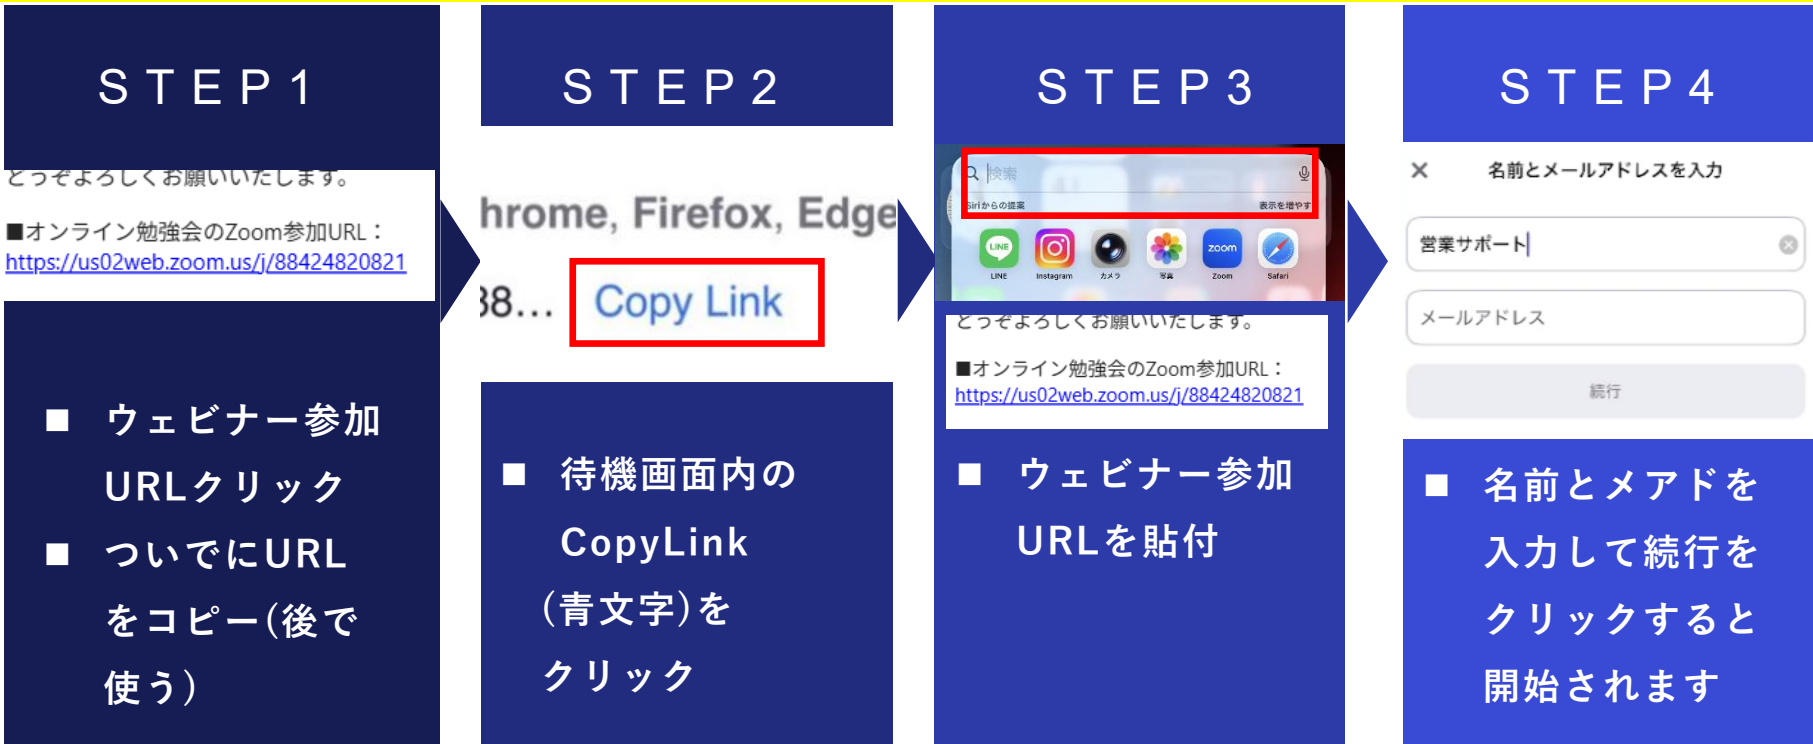 STEP1
どうぞよろしくお願いいたします。
■オンライン勉強会のZoom参加URL：
https://us02web.zoom.us/j/88424820821
■ ウェビナー参加
URLクリック
■ ついでにURL
をコピー(後で
使う)
STEP2
hrome, Firefox, Edge
38... Copy Link
■ 待機画面内の
CopyLink
(青文字)を
クリック
STEP3
検索
Siriからの提案 表示を増やす
LINE Instagram カメラ 写真 Zoom Safari
どうぞよろしくお願いいたします。
■オンライン勉強会のZoom参加URL：
https://us02web.zoom.us/j/88424820821
■ ウェビナー参加
URLを貼付
STEP4
× 名前とメールアドレスを入力
営業サポート
メールアドレス
続行
■ 名前とメアドを
入力して続行を
クリックすると
開始されます